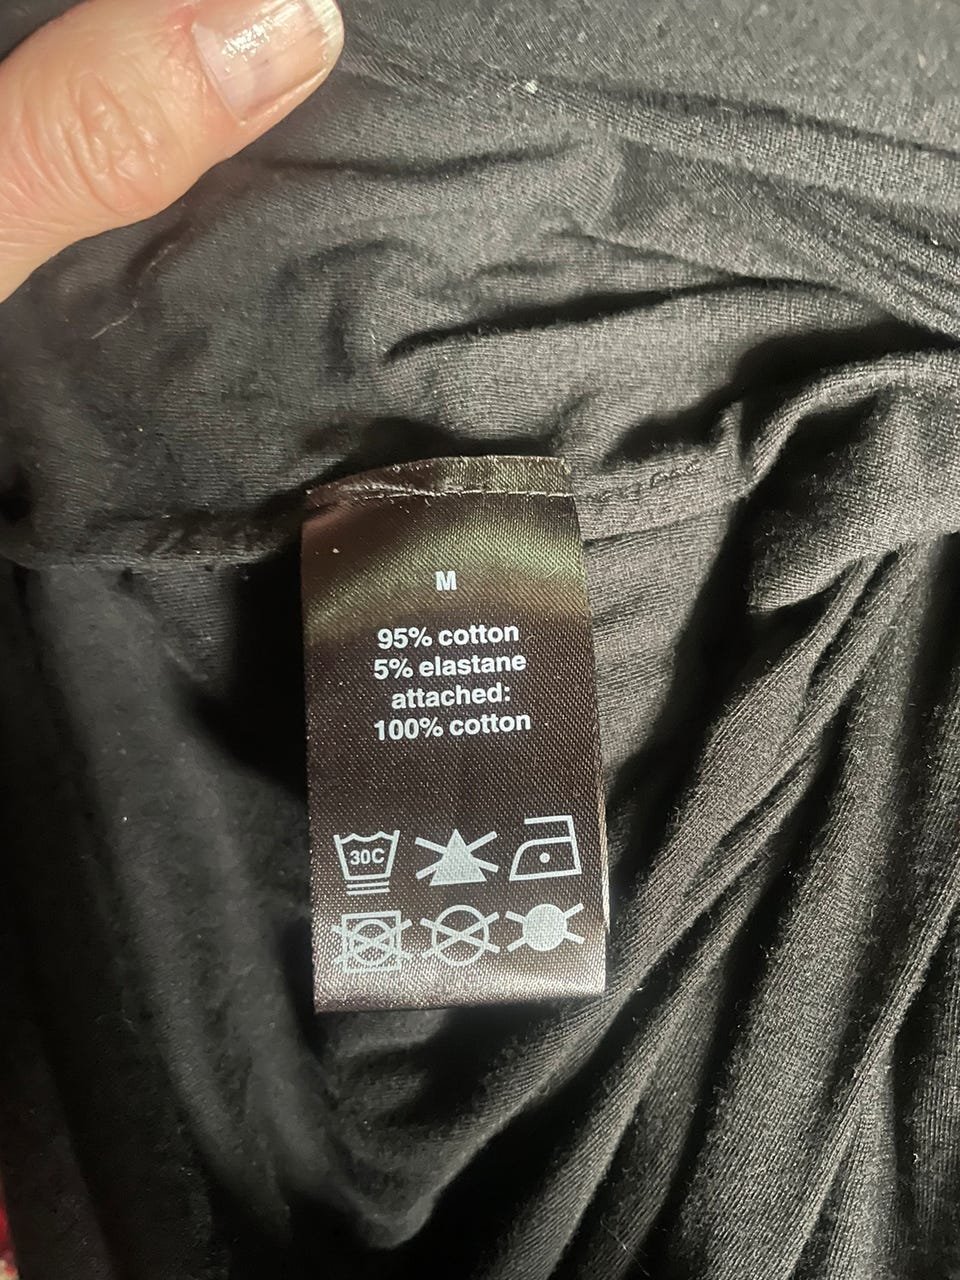 M
95% cotton
5% elastane
attached:
100% cotton
30C